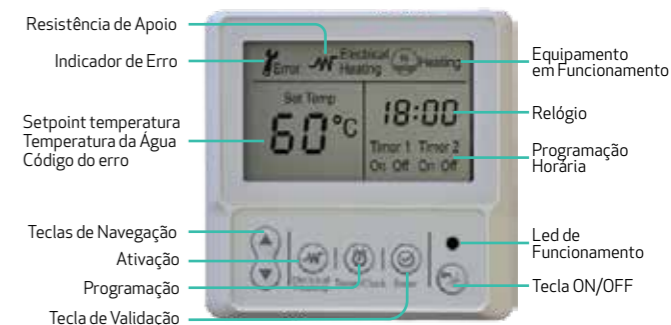 Resistência de Apoio
Indicador de Erro
Error
Electrical
Heating
Heating
Equipamento
em Funcionamento
Set Temp
60°C
18:00
Relógio
Setpoint temperatura
Temperatura da Água
Código do erro
Timer 1 Timer 2
On Off On Off
Programação
Horária
Teclas de Navegação
Ativação
Programação
Tecla de Validação
Led de
Funcionamento
Tecla ON/OFF
Electrical
Heating
Timer/Clock